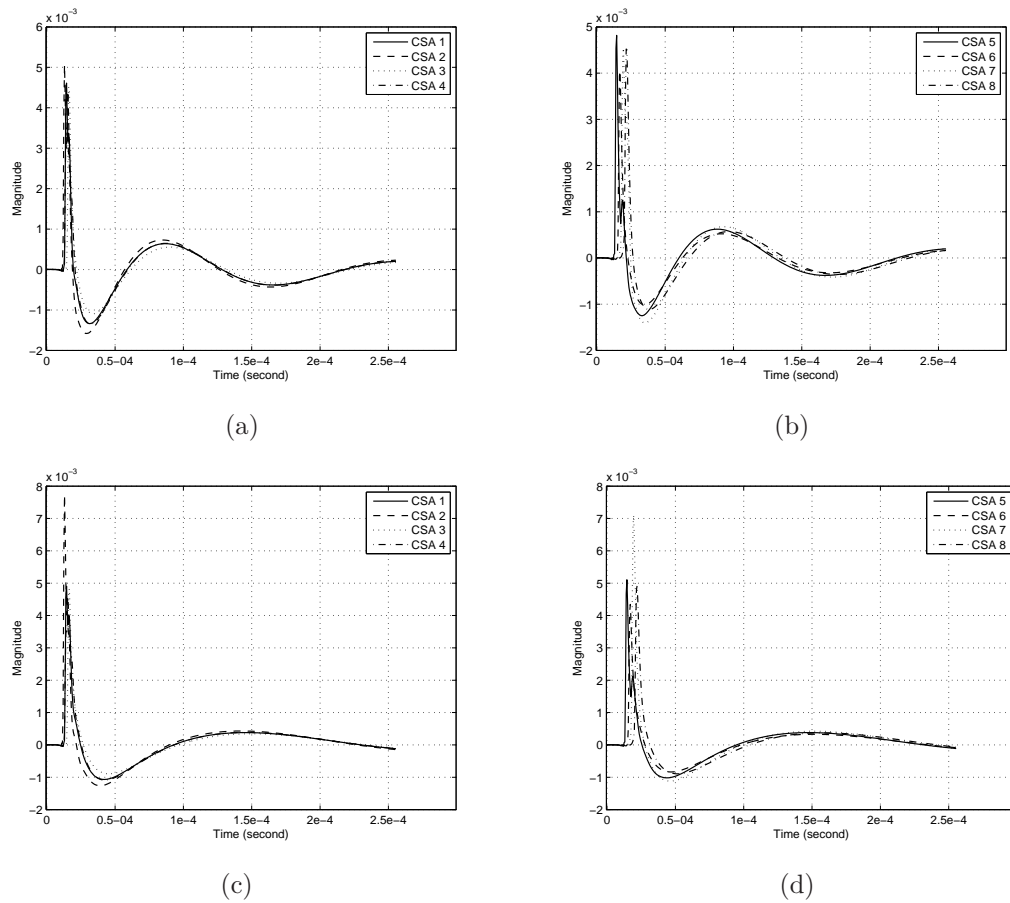 x 10⁻³
6
5
4
3
2
1
0
−1
−2
Magnitude
0 0.5−04 1e−4 1.5e−4 2e−4 2.5e−4
Time (second)
CSA 1
CSA 2
CSA 3
CSA 4
(a)
x 10⁻³
5
4
3
2
1
0
−1
−2
Magnitude
0 0.5−04 1e−4 1.5e−4 2e−4 2.5e−4
Time (second)
CSA 5
CSA 6
CSA 7
CSA 8
(b)
x 10⁻³
8
7
6
5
4
3
2
1
0
−1
−2
Magnitude
0 0.5−04 1e−4 1.5e−4 2e−4 2.5e−4
Time (second)
CSA 1
CSA 2
CSA 3
CSA 4
(c)
x 10⁻³
8
7
6
5
4
3
2
1
0
−1
−2
Magnitude
0 0.5−04 1e−4 1.5e−4 2e−4 2.5e−4
Time (second)
CSA 5
CSA 6
CSA 7
CSA 8
(d)